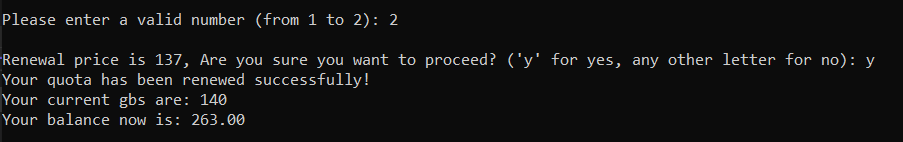 Please enter a valid number (from 1 to 2): 2
Renewal price is 137, Are you sure you want to proceed? ('y' for yes, any other letter for no): y
Your quota has been renewed successfully!
Your current gbs are: 140
Your balance now is: 263.00